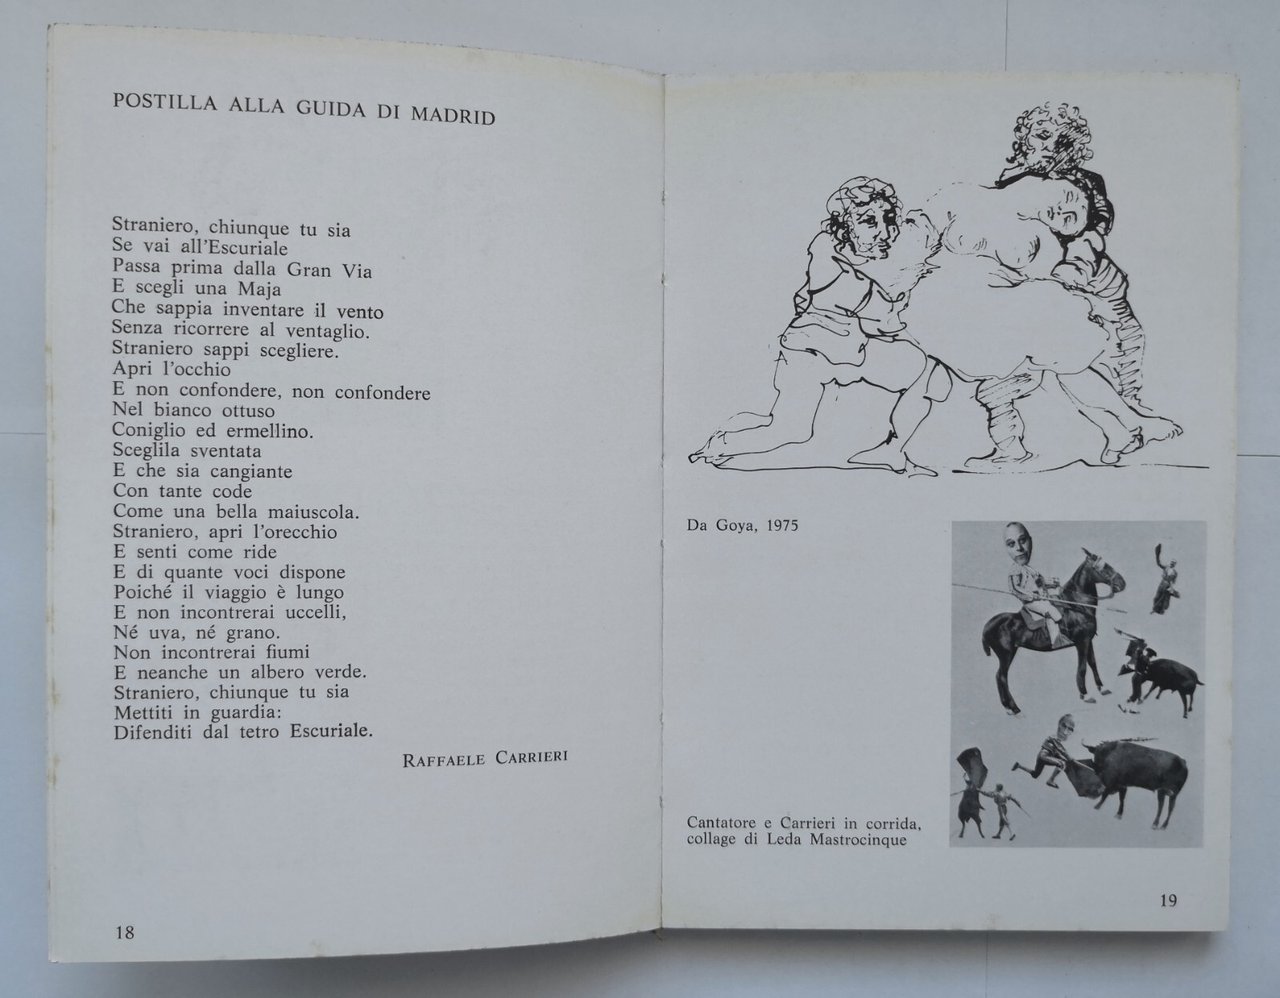 POSTILLA ALLA GUIDA DI MADRID
Straniero, chiunque tu sia
Se vai all'Escuriale
Passa prima dalla Gran Via
E scegli una Maja
Che sappia inventare il vento
Senza ricorrere al ventaglio.
Straniero sappi scegliere.
Apri l'occhio
E non confondere, non confondere
Nel bianco ottuso
Coniglio ed ermellino.
Sceglila sventata
E che sia cangiante
Con tante code
Come una bella maiuscola.
Straniero, apri l'orecchio
E senti come ride
E di quante voci dispone
Poiché il viaggio è lungo
E non incontrerai uccelli,
Né uva, né grano.
Non incontrerai fiumi
E neanche un albero verde.
Straniero, chiunque tu sia
Mettiti in guardia:
Difenditi dal tetro Escuriale.
RAFFAELE CARRIERI
18
Da Goya, 1975
Cantatore e Carrieri in corrida,
collage di Leda Mastrocinque
19